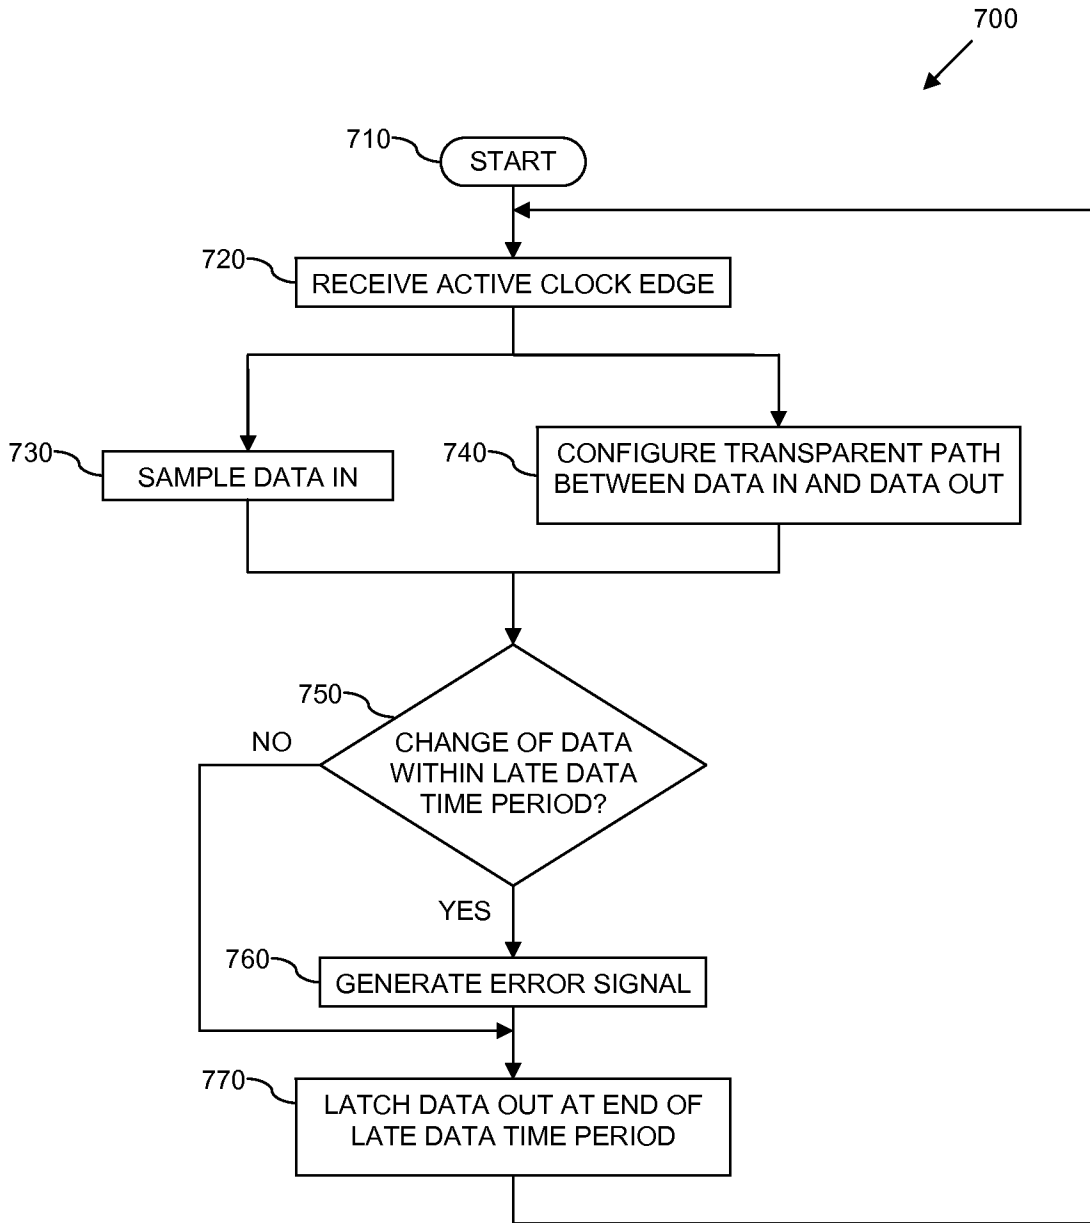 700
710
START
720
RECEIVE ACTIVE CLOCK EDGE
730
SAMPLE DATA IN
740
CONFIGURE TRANSPARENT PATH
BETWEEN DATA IN AND DATA OUT
750
NO
CHANGE OF DATA
WITHIN LATE DATA
TIME PERIOD?
YES
760
GENERATE ERROR SIGNAL
770
LATCH DATA OUT AT END OF
LATE DATA TIME PERIOD